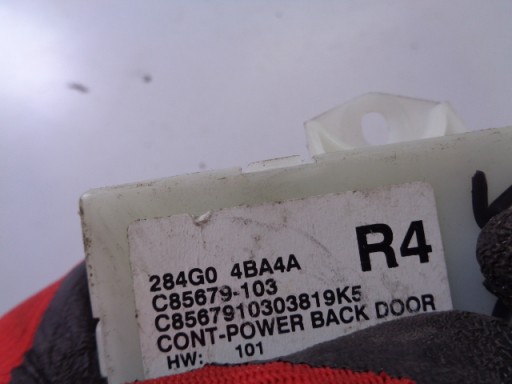 284G0 4BA4A R4
C85679-103
C8567910303819K5
CONT-POWER BACK DOOR
HW: 101